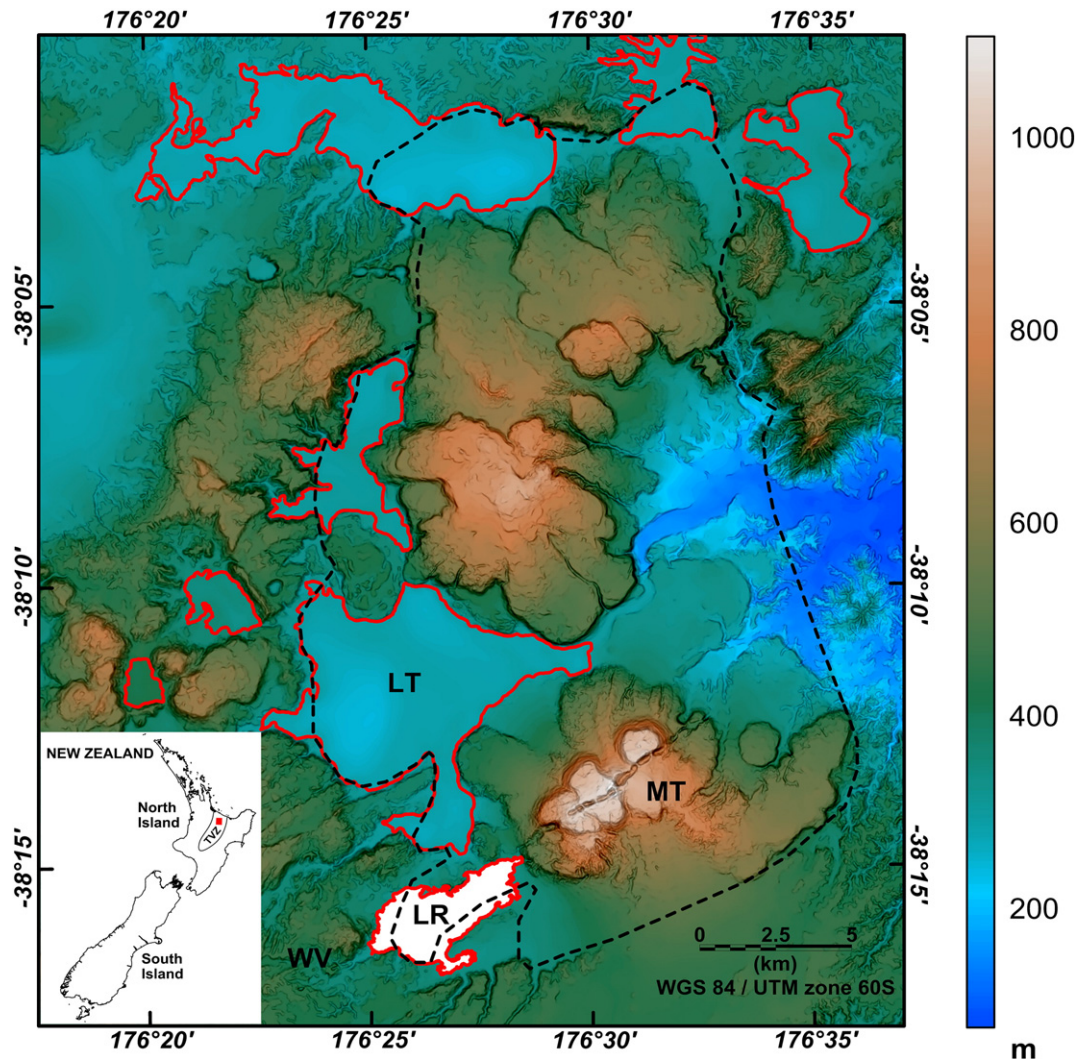 176°20' 176°25' 176°30' 176°35'
1000
-38°05' -38°05'
800
600
-38°10' -38°10'
LT
400
NEW ZEALAND
North
Island
TVZ
MT
-38°15' -38°15'
LR
200
South
Island
WV
0 2.5 5
(km)
WGS 84 / UTM zone 60S
176°20' 176°25' 176°30' 176°35'
m